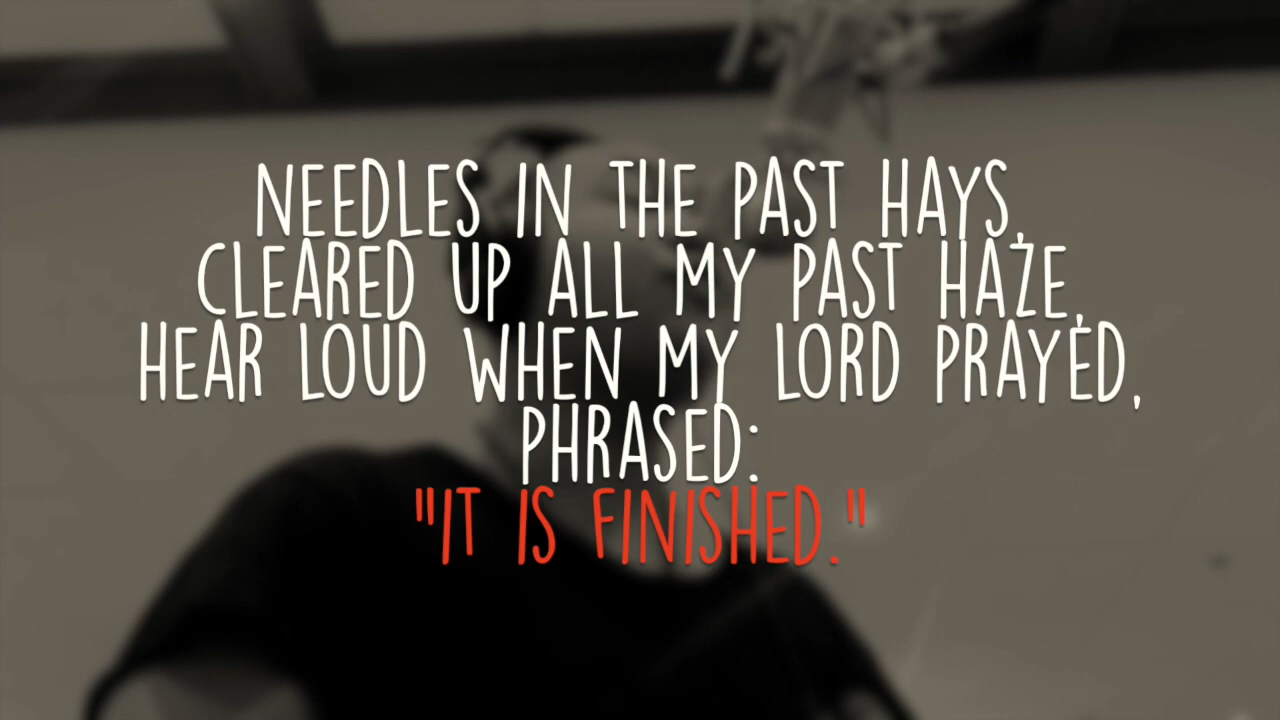 NEEDLES IN THE PAST HAYS,
CLEARED UP ALL MY PAST HAZE,
HEAR LOUD WHEN MY LORD PRAYED,
PHRASED:
"IT IS FINISHED."